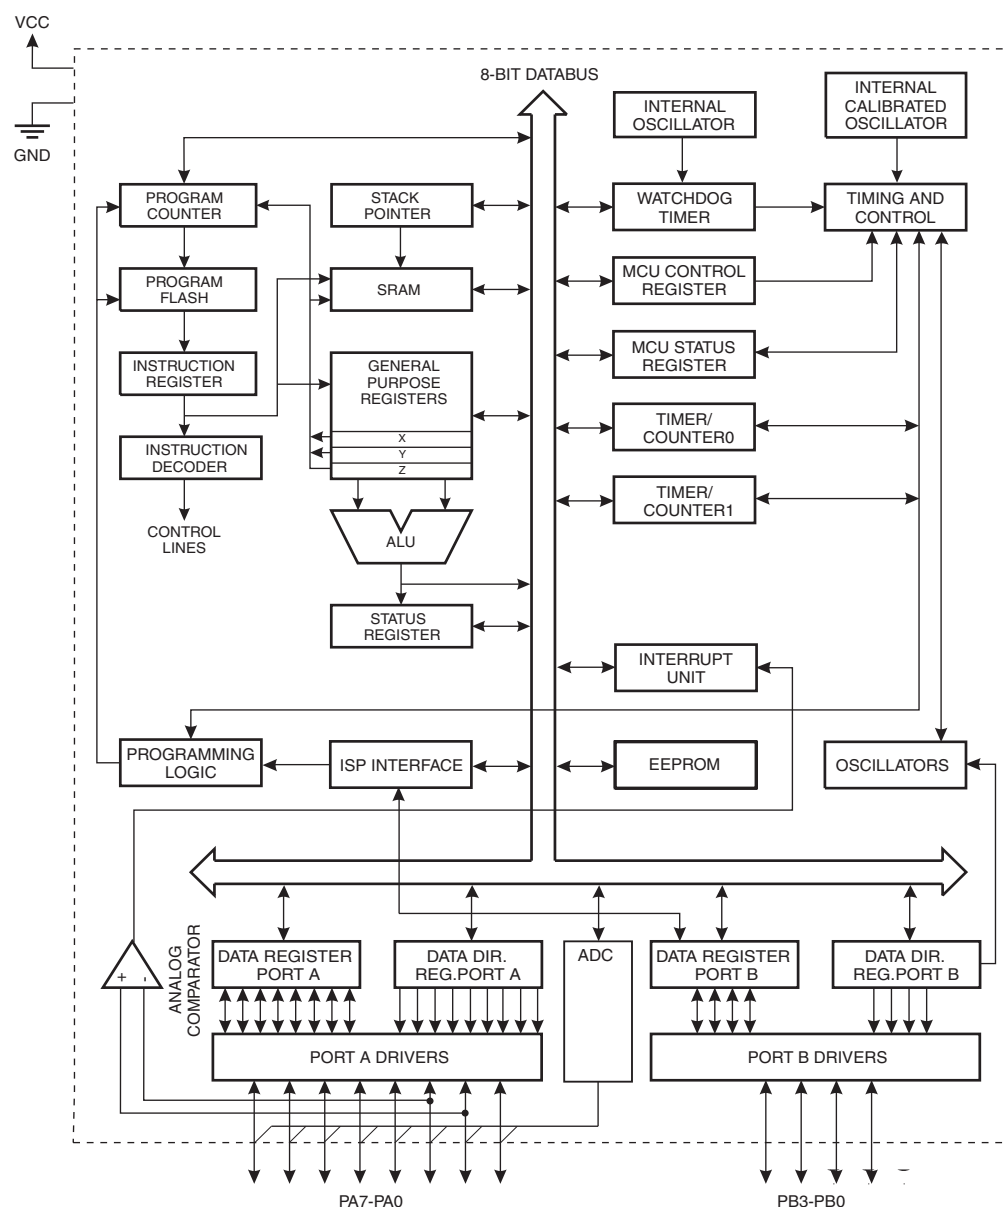 VCC
GND
8-BIT DATABUS
INTERNAL
OSCILLATOR
INTERNAL
CALIBRATED
OSCILLATOR
PROGRAM
COUNTER
STACK
POINTER
WATCHDOG
TIMER
TIMING AND
CONTROL
PROGRAM
FLASH
SRAM
MCU CONTROL
REGISTER
INSTRUCTION
REGISTER
GENERAL
PURPOSE
REGISTERS
X
Y
Z
MCU STATUS
REGISTER
INSTRUCTION
DECODER
TIMER/
COUNTER0
TIMER/
COUNTER1
CONTROL
LINES
ALU
STATUS
REGISTER
INTERRUPT
UNIT
PROGRAMMING
LOGIC
ISP INTERFACE
EEPROM
OSCILLATORS
ANALOG
COMPARATOR
+
-
DATA REGISTER
PORT A
DATA DIR.
REG.PORT A
ADC
DATA REGISTER
PORT B
DATA DIR.
REG.PORT B
PORT A DRIVERS
PORT B DRIVERS
PA7-PA0
PB3-PB0